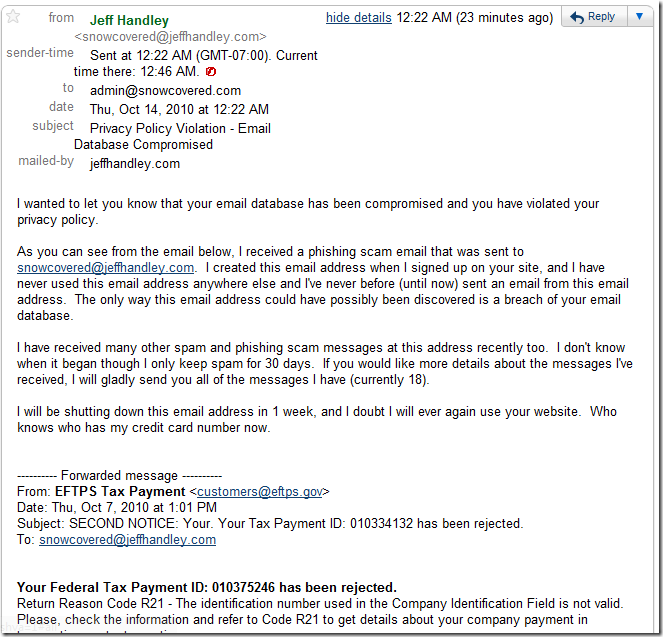 from Jeff Handley hide details 12:22 AM (23 minutes ago) Reply
<snowcovered@jeffhandley.com>
sender-time Sent at 12:22 AM (GMT-07:00). Current
time there: 12:46 AM.
to admin@snowcovered.com
date Thu, Oct 14, 2010 at 12:22 AM
subject Privacy Policy Violation - Email
Database Compromised
mailed-by jeffhandley.com
I wanted to let you know that your email database has been compromised and you have violated your
privacy policy.
As you can see from the email below, I received a phishing scam email that was sent to
snowcovered@jeffhandley.com. I created this email address when I signed up on your site, and I have
never used this email address anywhere else and I've never before (until now) sent an email from this email
address. The only way this email address could have possibly been discovered is a breach of your email
database.
I have received many other spam and phishing scam messages at this address recently too. I don't know
when it began though I only keep spam for 30 days. If you would like more details about the messages I've
received, I will gladly send you all of the messages I have (currently 18).
I will be shutting down this email address in 1 week, and I doubt I will ever again use your website. Who
knows who has my credit card number now.
---------- Forwarded message ----------
From: EFTPS Tax Payment <customers@eftps.gov>
Date: Thu, Oct 7, 2010 at 1:01 PM
Subject: SECOND NOTICE: Your. Your Tax Payment ID: 010334132 has been rejected.
To: snowcovered@jeffhandley.com
Your Federal Tax Payment ID: 010375246 has been rejected.
Return Reason Code R21 - The identification number used in the Company Identification Field is not valid.
Please, check the information and refer to Code R21 to get details about your company payment in